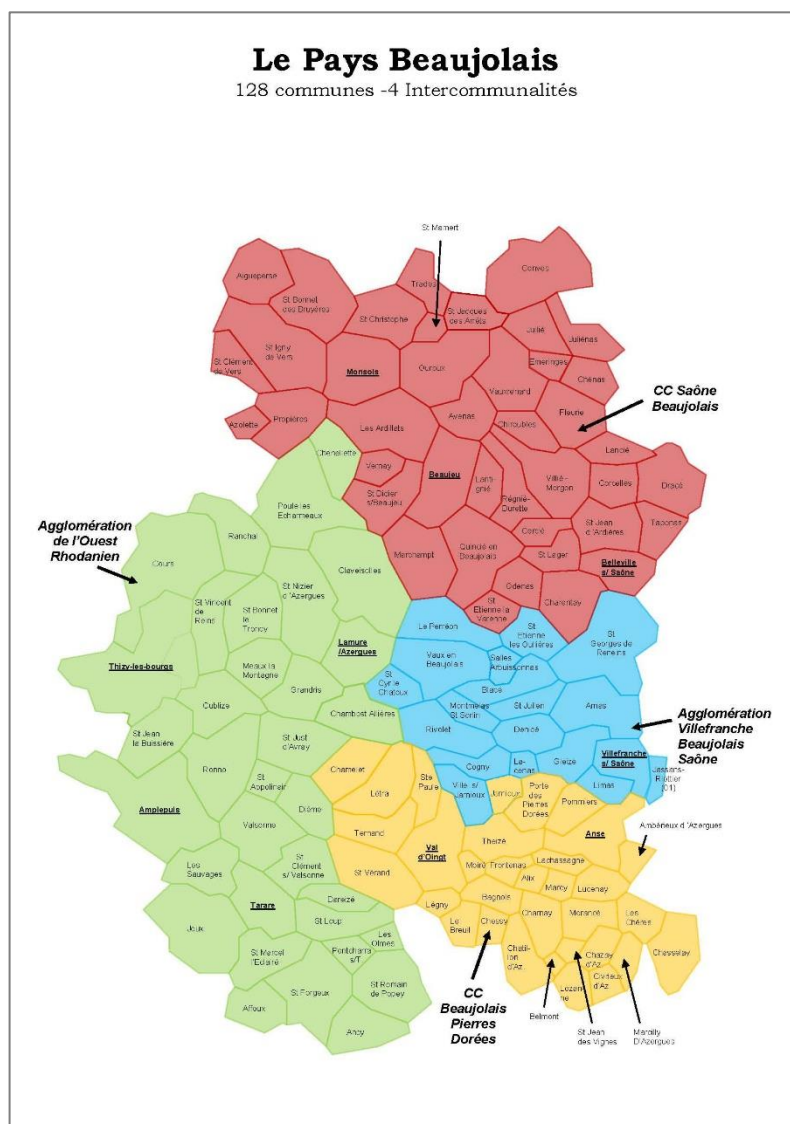 Le Pays Beaujolais
128 communes -4 Intercommunalités
St Mamert
Cenves
Aigueperse
Trades
St Bonnet
des Bruyères
St Jacques
des Arrêts
St Christophe
Jullié
Juliénas
St Igny
de Vers
Emeringes
St Clément
de Vers
Monsols
Ouroux
Chénas
Vauxrenard
CC Saône
Beaujolais
Azolette
Propières
Avenas
Fleurie
Les Ardillats
Chiroubles
Lancié
Chenelette
Vernay
Beaujeu
Lanti-
gnié
Villié-
Morgon
Corcelles
Dracé
St Didier
s/Beaujeu
Régnié-
Durette
Poule les
Echarmeaux
Agglomération
de l'Ouest
Rhodanien
Ranchal
Cercié
St Jean
d'Ardières
Taponas
Marchampt
Quincié en
Beaujolais
St Lager
Cours
Claveisolles
Belleville
s/ Saône
St Nizier
d'Azergues
Odenas
St Vincent
de
Reins
St
Etienne la
Varenne
Charentay
St Bonnet
le
Troncy
Le Perréon
St
Etienne
les Oullières
St
Georges de
Reneins
Lamure
/Azergues
Vaux en
Beaujolais
Salles
Arbuissonnas
Thizy-les-bourgs
Meaux la
Montagne
St
Cyr le
Chatoux
Blacé
Grandris
Montmelas
St Sorlin
St Julien
Arnas
Cublize
Chambost Allières
Agglomération
Villefranche
Beaujolais
Saône
St Jean
la Bussière
Rivolet
Denicé
St Just
d'Avray
Villefranche
s/ Saône
Cogny
La-
cenas
Gleizé
Jassans-
Riottier
(01)
Ronno
Chamelet
Ste
Paule
St
Appolinair
Létra
Ville s/
Jarnioux
Jarnioux
Porte
des
Pierres
Dorées
Limas
Amplepuis
Dième
Pommiers
Valsonne
Ternand
Anse
Ambérieux d'Azergues
Val
d'Oingt
Theizé
Les
Sauvages
St
Clément
s/ Valsonne
St Vérand
Moiré
Frontenas
Lachassagne
Alix
Marcy
Lucenay
Tarare
Dareizé
Légny
Bagnols
Joux
St Loup
Le
Breuil
Chessy
Charnay
Morancé
Les
Chères
Les
Olmes
St Marcel
l'Eclairé
Pontcharra
s/T
Chatil-
lon d'Az.
Chazay
d'Az
Chasselay
Civrieux
d'Az.
St Romain
de Popey
CC
Beaujolais
Pierres
Dorées
Loza-
nne
Affoux
St Forgeux
Belmont
Ancy
St Jean
des Vignes
Marcilly
D'Azergues